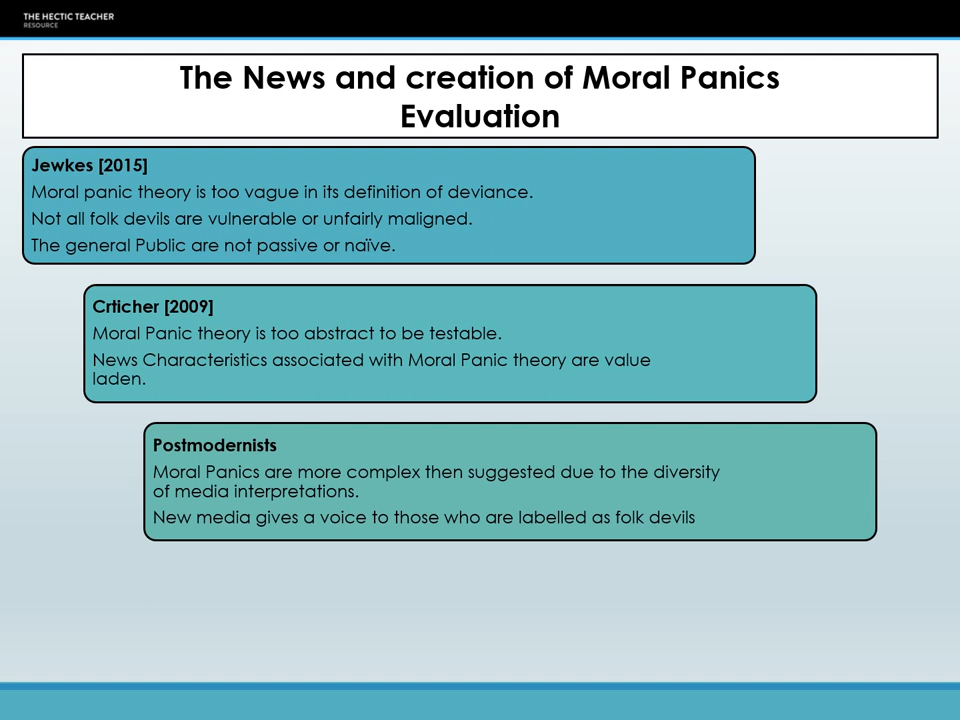 THE HECTIC TEACHER
RESOURCE
The News and creation of Moral Panics
Evaluation
Jewkes [2015]
Moral panic theory is too vague in its definition of deviance.
Not all folk devils are vulnerable or unfairly maligned.
The general Public are not passive or naïve.
Crticher [2009]
Moral Panic theory is too abstract to be testable.
News Characteristics associated with Moral Panic theory are value
laden.
Postmodernists
Moral Panics are more complex then suggested due to the diversity
of media interpretations.
New media gives a voice to those who are labelled as folk devils